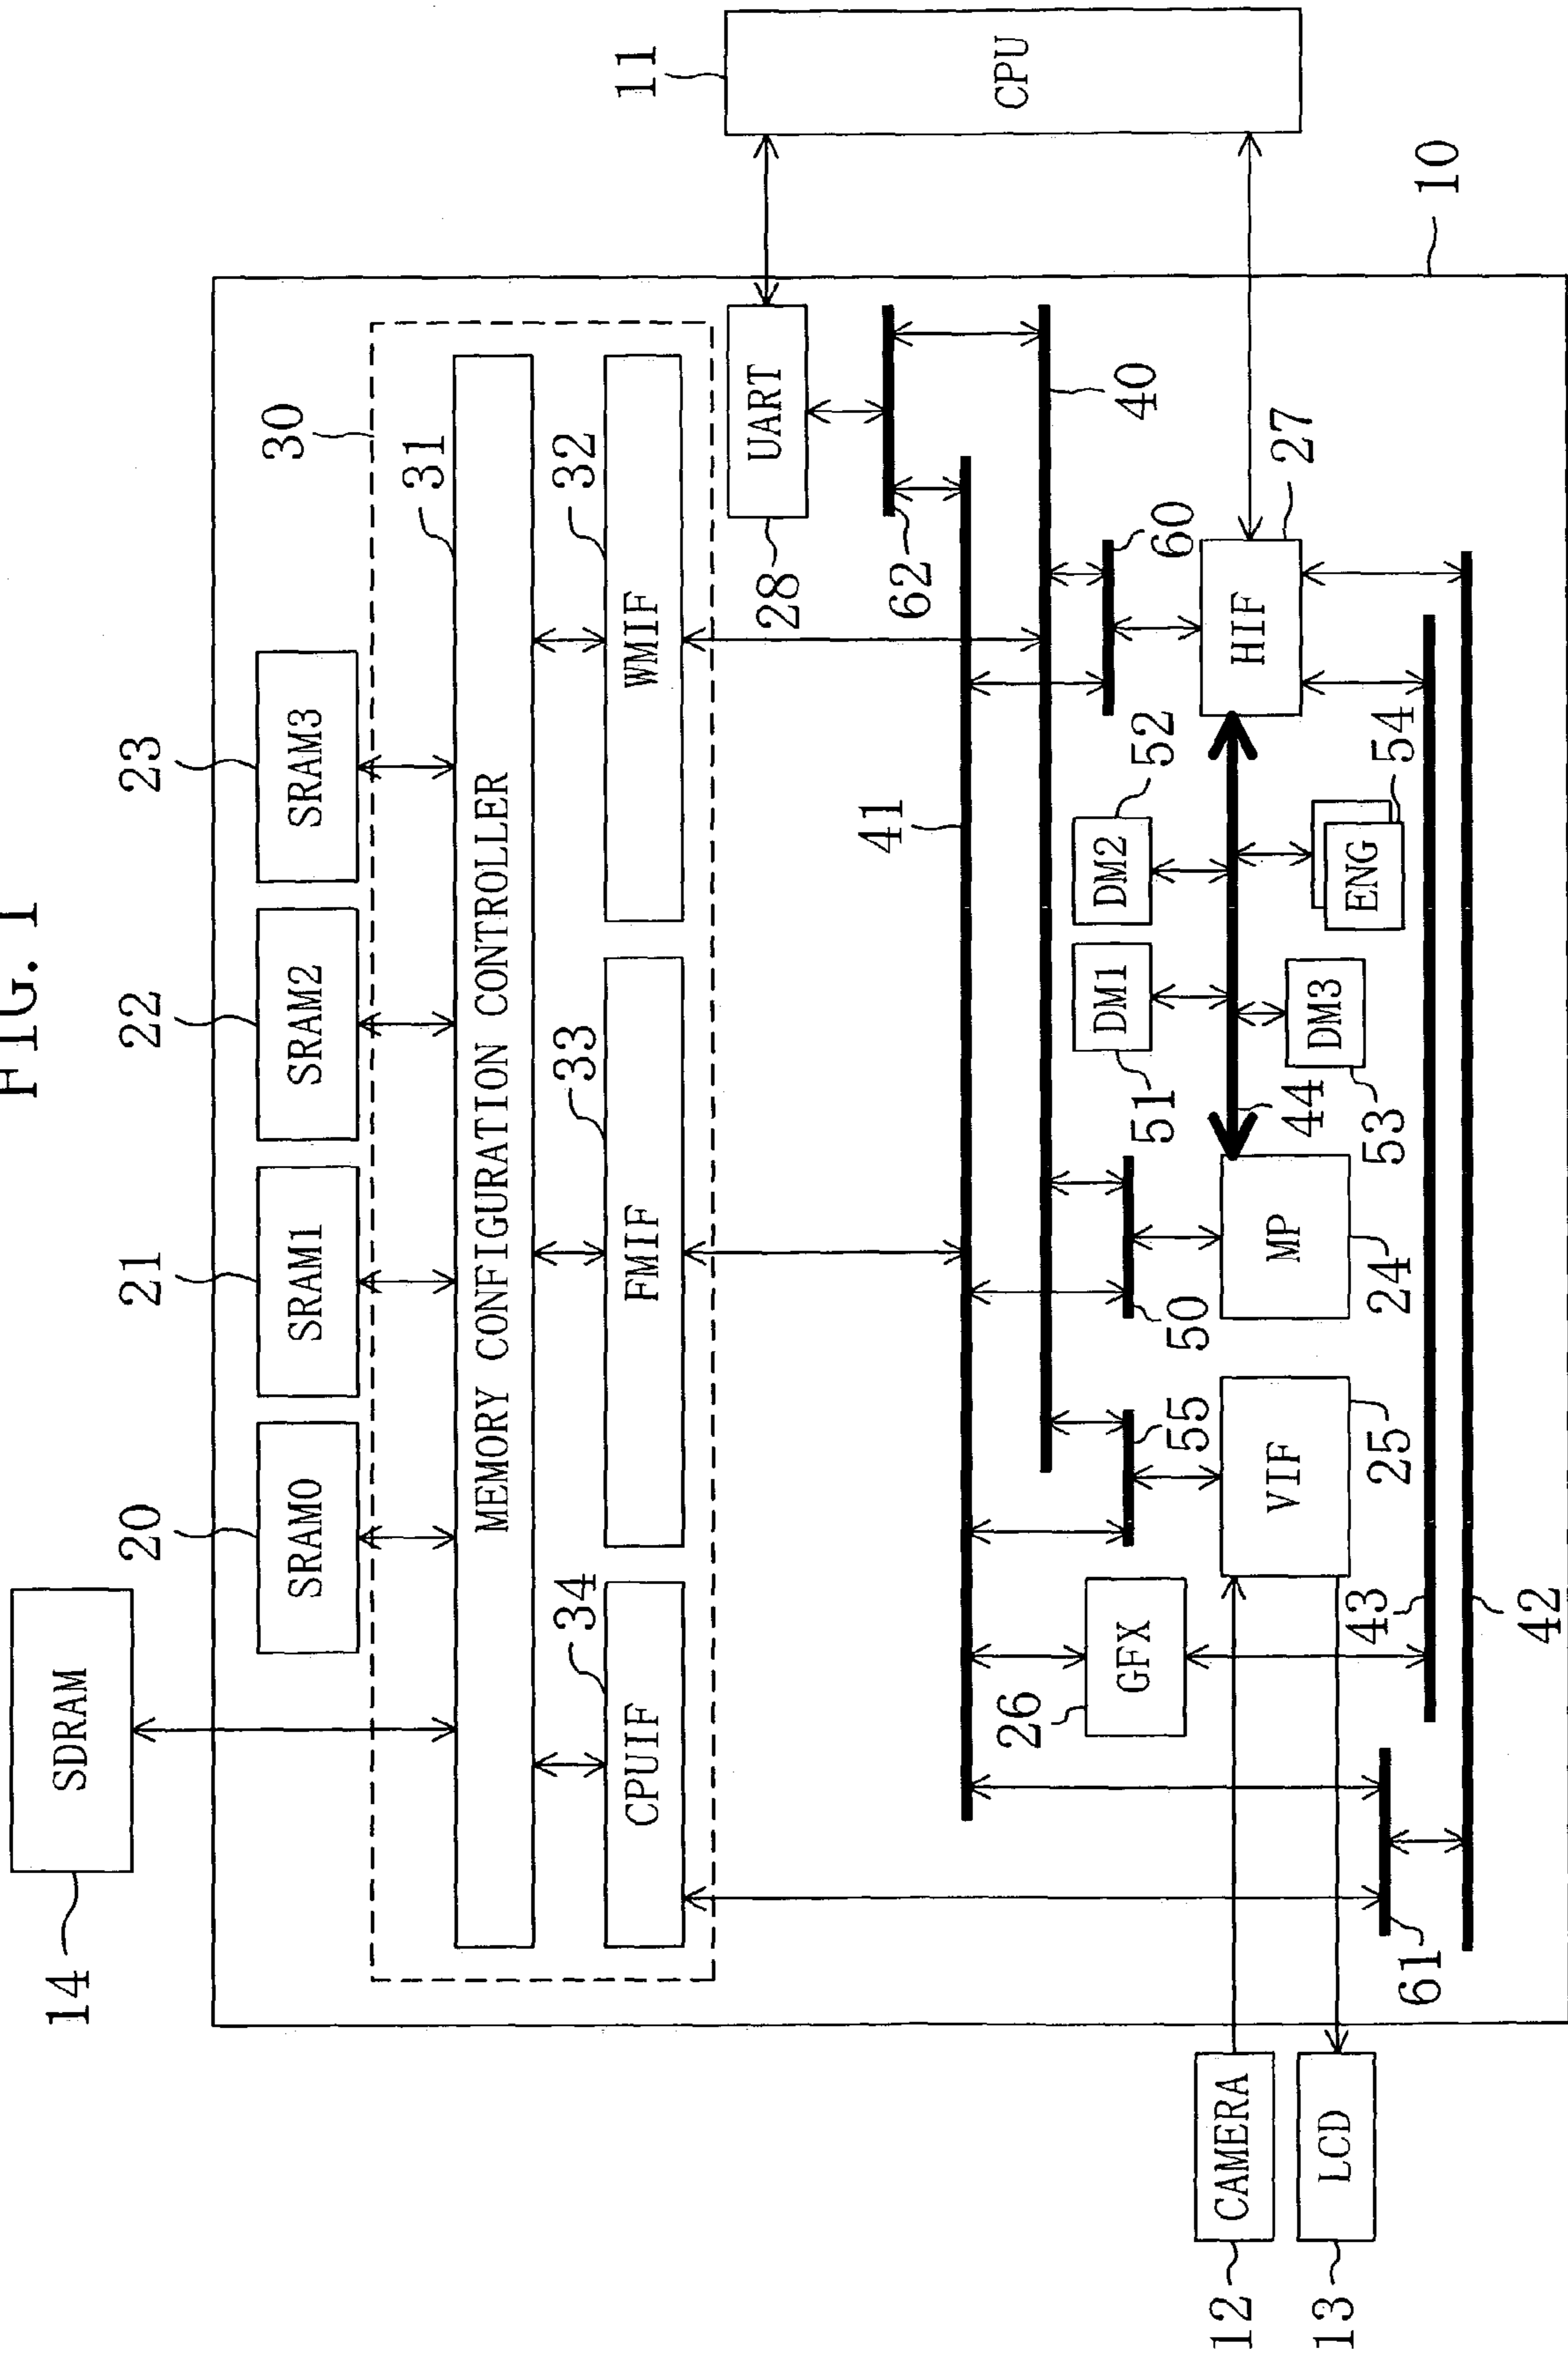 FIG. 1
14
SDRAM
20
SRAM0
21
SRAM1
22
SRAM2
23
SRAM3
30
31
MEMORY CONFIGURATION CONTROLLER
34
CPUIF
33
FMIF
32
WMIF
28
UART
11
CPU
62
41
40
26
GFX
55
VIF
25
50
MP
24
51
DM1
DM2
52
44
53
DM3
ENG
54
60
HIF
27
43
42
61
10
12
CAMERA
13
LCD